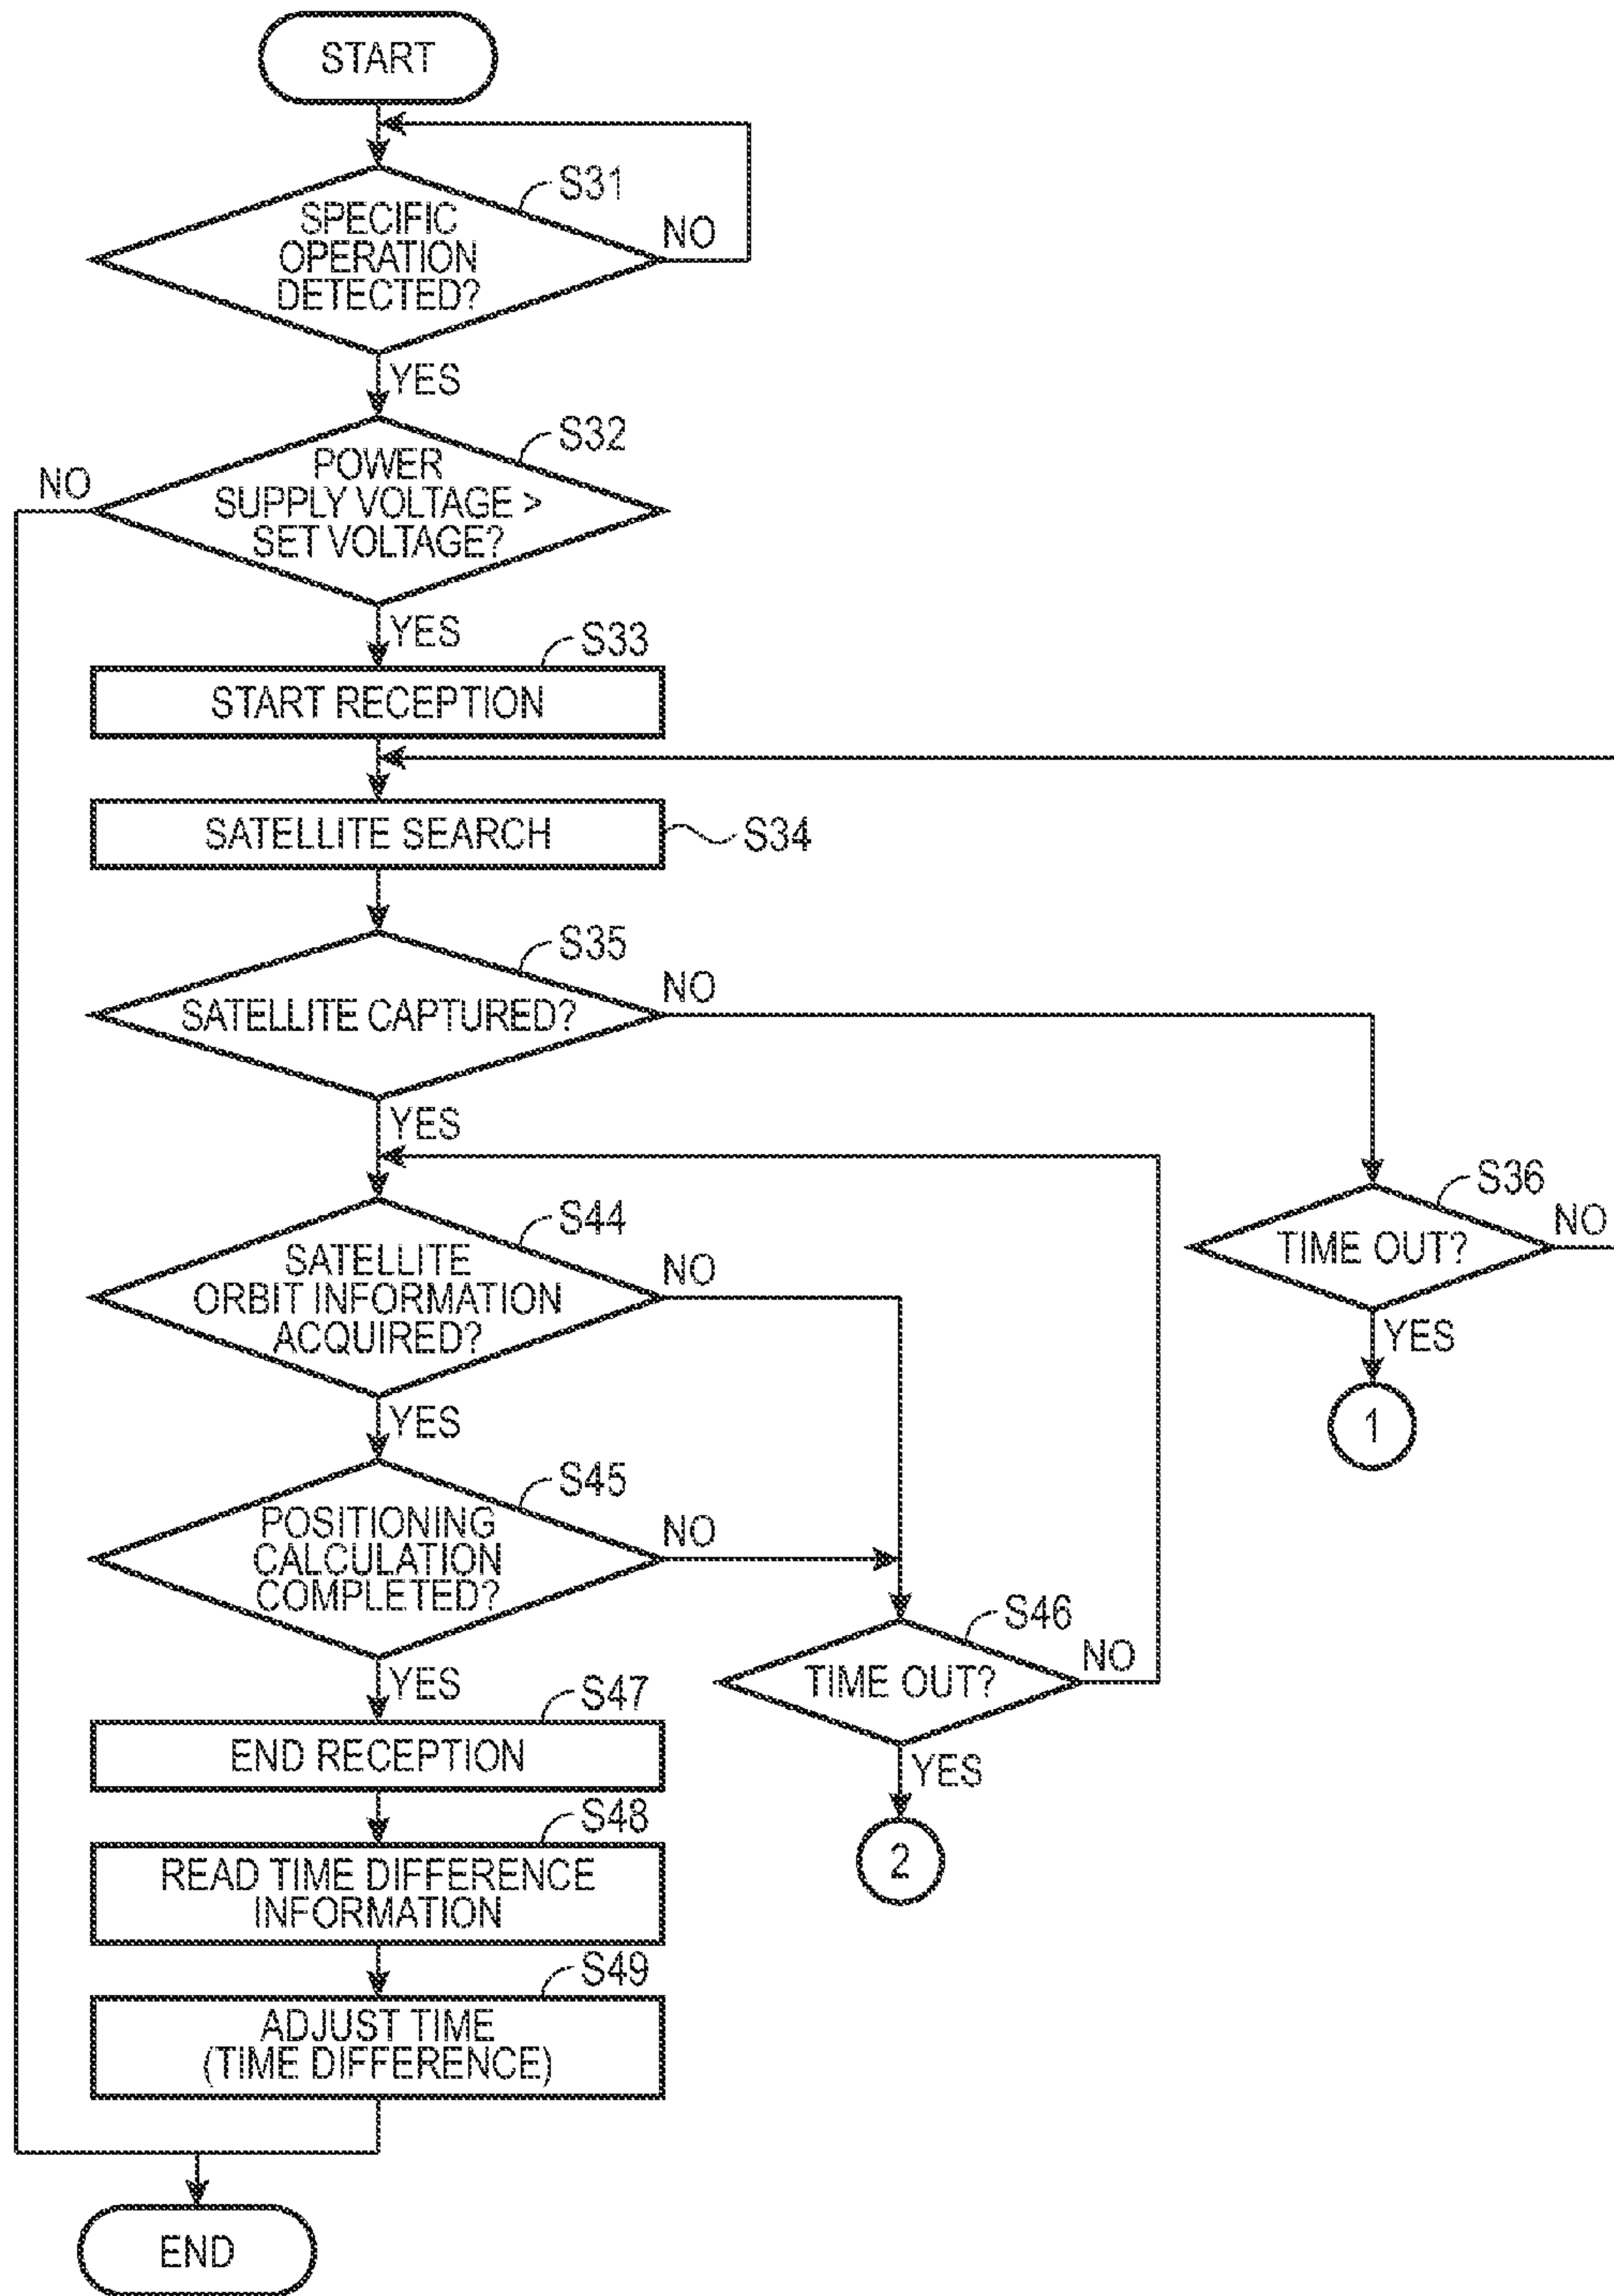 START
S31
SPECIFIC
OPERATION
DETECTED?
NO
YES
S32
NO
POWER
SUPPLY VOLTAGE >
SET VOLTAGE?
YES
S33
START RECEPTION
SATELLITE SEARCH
S34
S35
SATELLITE CAPTURED?
NO
YES
S36
TIME OUT?
NO
YES
1
S44
SATELLITE
ORBIT INFORMATION
ACQUIRED?
NO
YES
S45
POSITIONING
CALCULATION
COMPLETED?
NO
YES
S46
TIME OUT?
NO
YES
2
S47
END RECEPTION
S48
READ TIME DIFFERENCE
INFORMATION
S49
ADJUST TIME
(TIME DIFFERENCE)
END